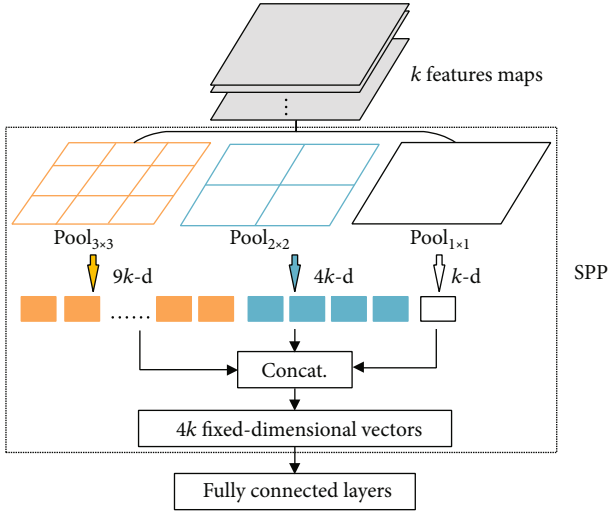 k features maps
⋮
Pool3×3
Pool2×2
Pool1×1
9k-d
4k-d
k-d
SPP
......
Concat.
4k fixed-dimensional vectors
Fully connected layers